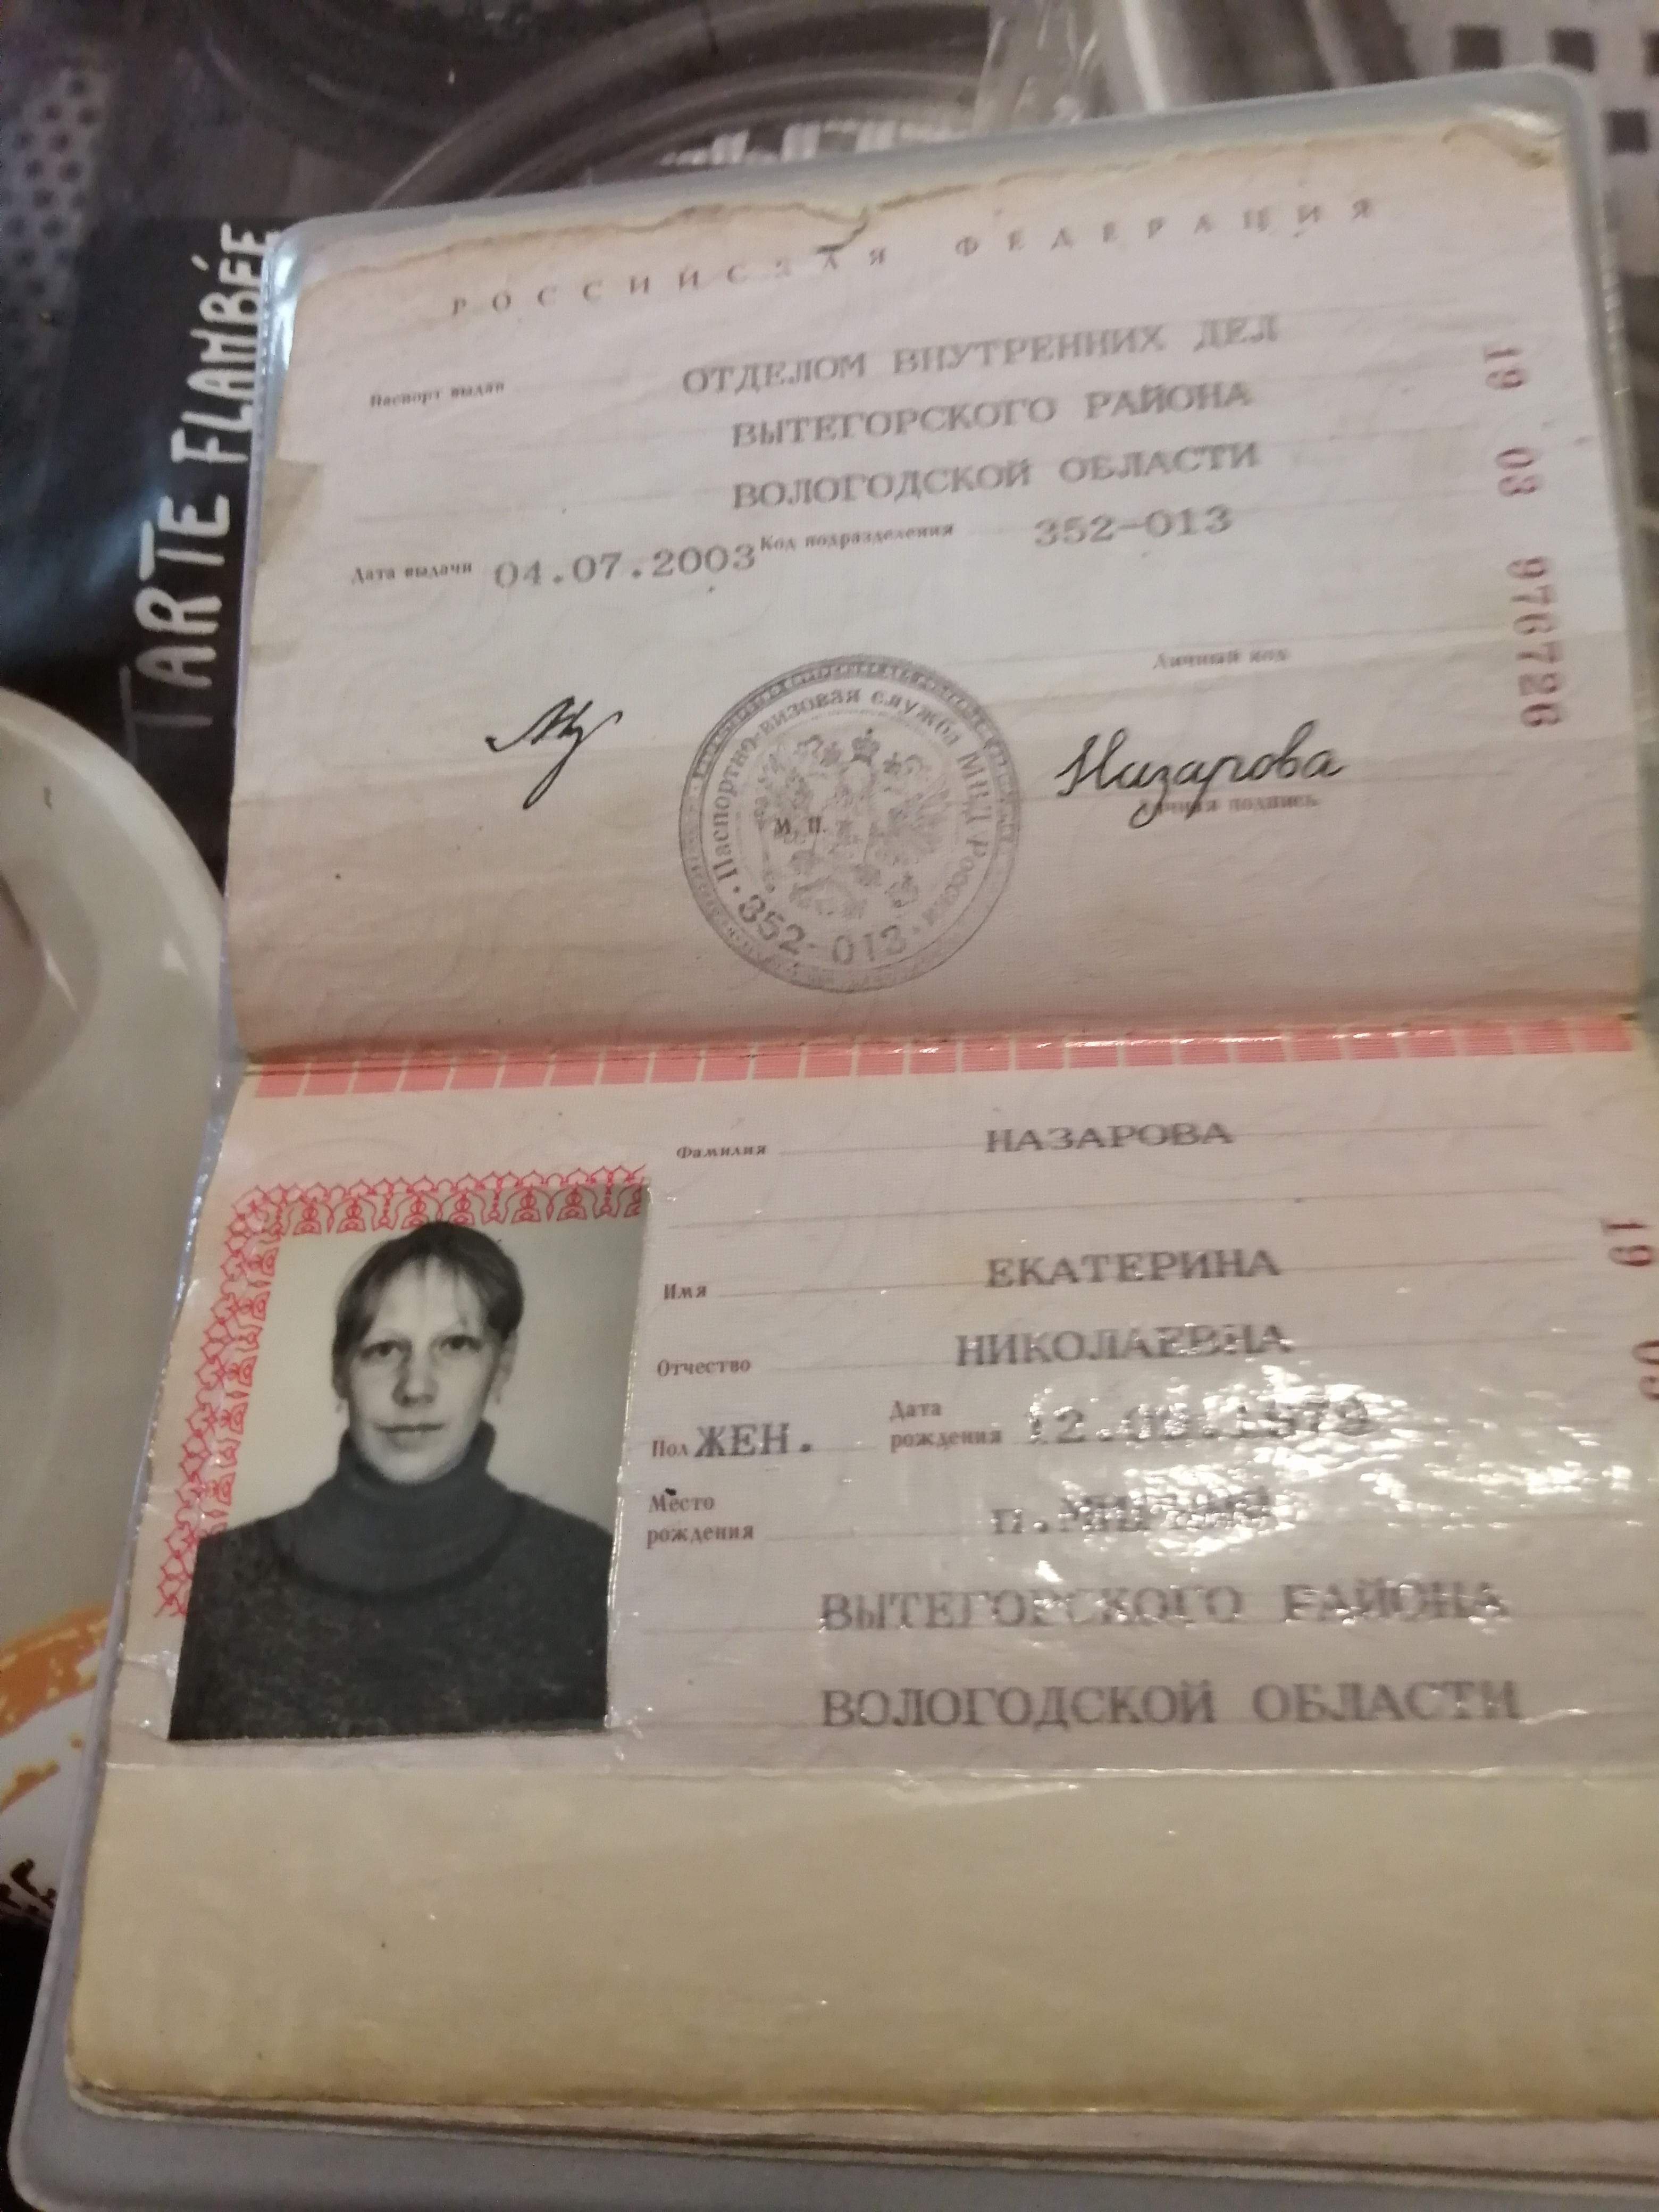 TARTE FLAMBÉE
РОССИЙСКАЯ ФЕДЕРАЦИЯ
Паспорт выдан ОТДЕЛОМ ВНУТРЕННИХ ДЕЛ
ВЫТЕГОРСКОГО РАЙОНА
ВОЛОГОДСКОЙ ОБЛАСТИ
Дата выдачи 04.07.2003 Код подразделения 352-013
19 03 976726
Личный код
Паспортно-визовая служба МВД России
М. П.
352-013
Назарова
Личная подпись
Фамилия НАЗАРОВА
Имя ЕКАТЕРИНА
Отчество НИКОЛАЕВНА
Пол ЖЕН. Дата рождения
Место рождения п.
ВЫТЕГОРСКОГО РАЙОНА
ВОЛОГОДСКОЙ ОБЛАСТИ
19